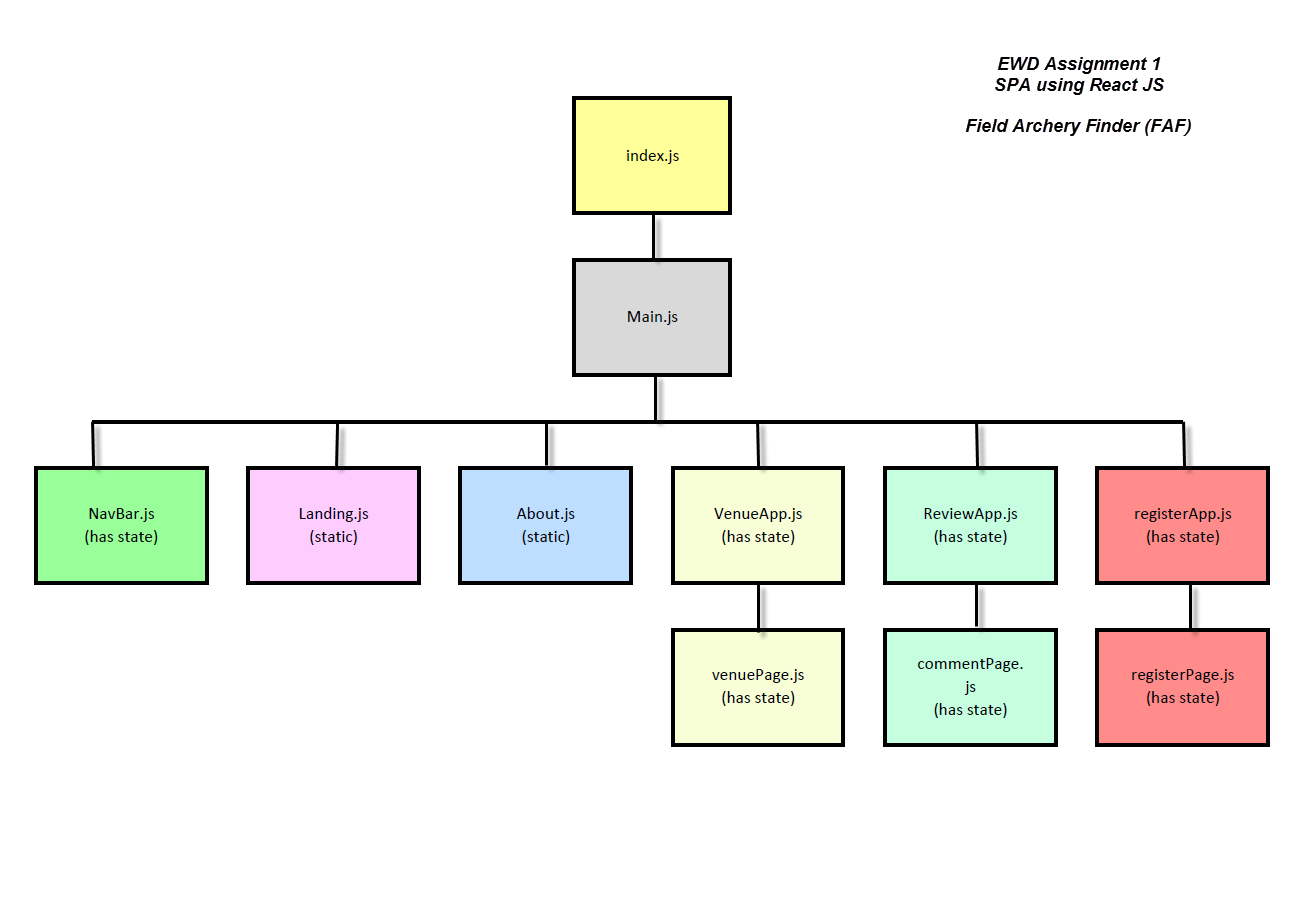 EWD Assignment 1
SPA using React JS
Field Archery Finder (FAF)
index.js
Main.js
NavBar.js
(has state)
Landing.js
(static)
About.js
(static)
VenueApp.js
(has state)
ReviewApp.js
(has state)
registerApp.js
(has state)
venuePage.js
(has state)
commentPage.
js
(has state)
registerPage.js
(has state)